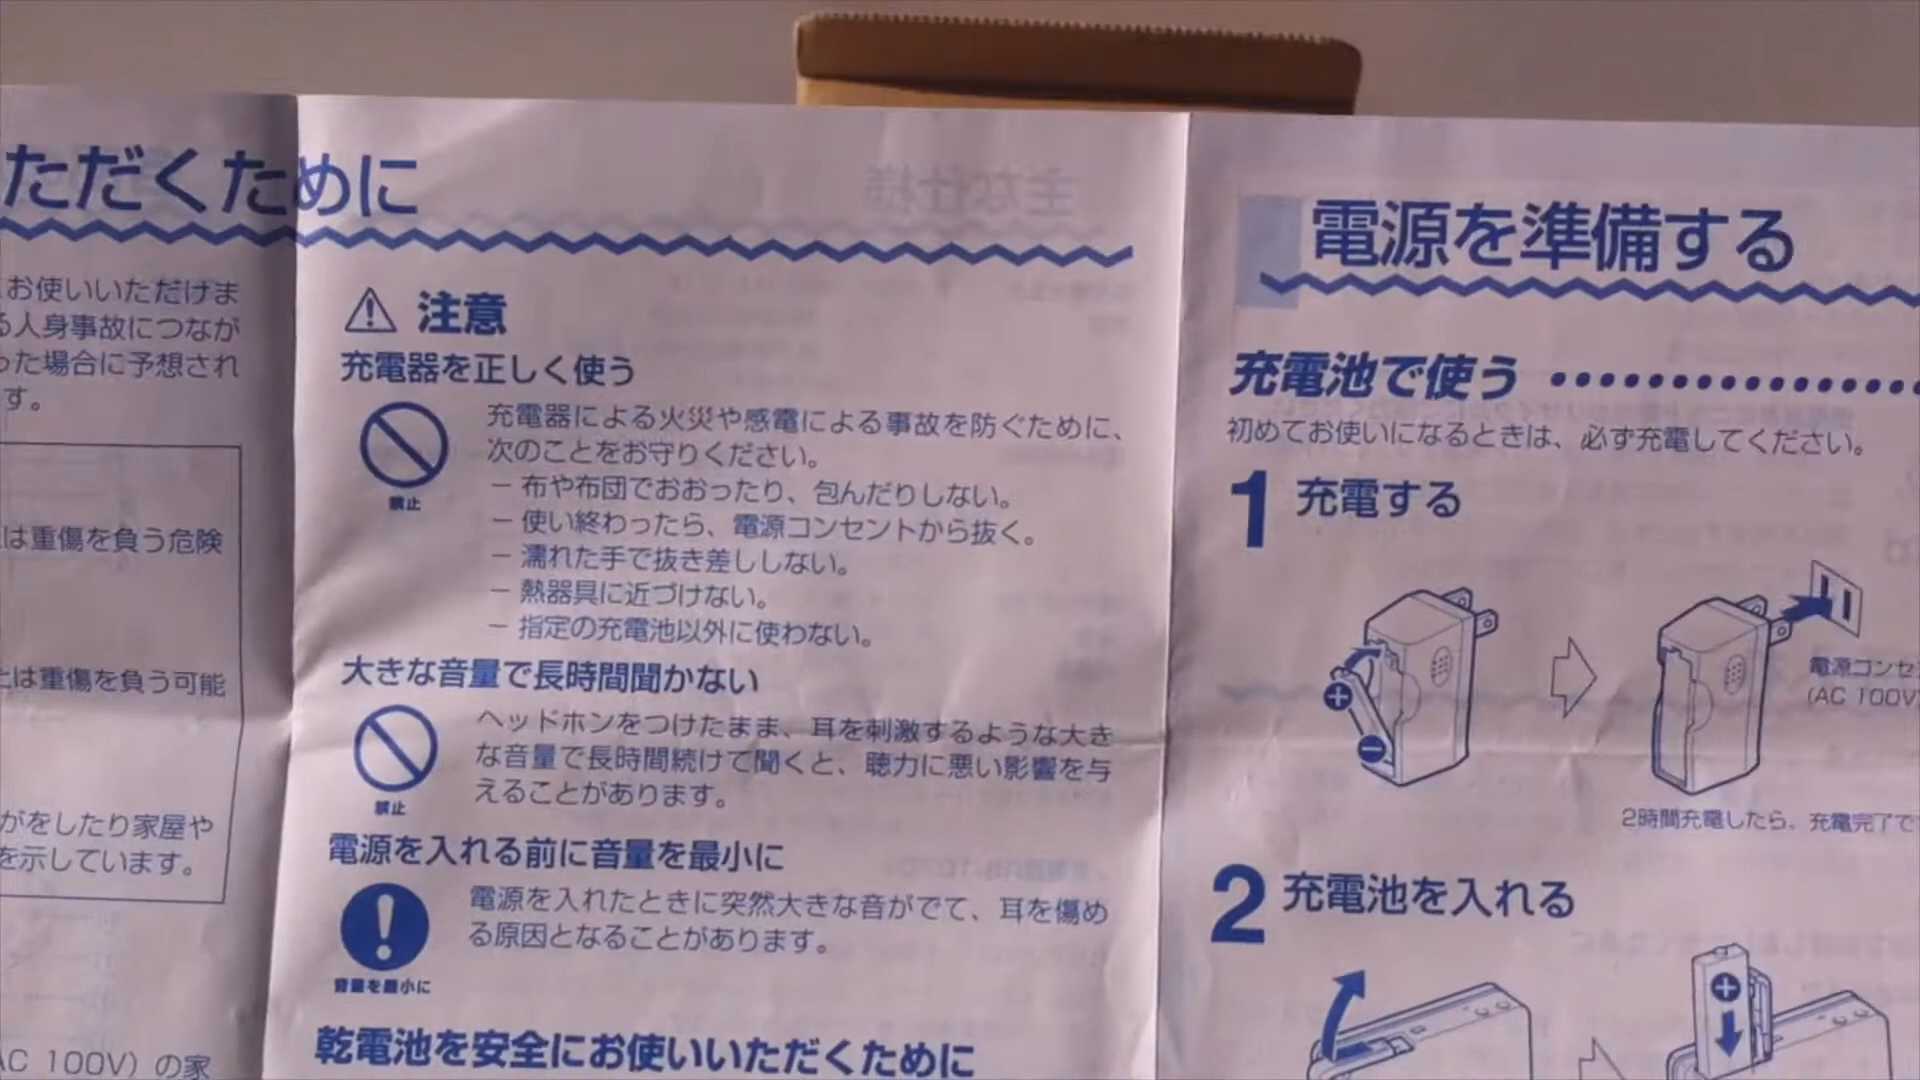 ただくために
お使いいただけま
る人身事故につなが
った場合に予想され
す。
は重傷を負う危険
は重傷を負う可能
がをしたり家屋や
を示しています。
AC 100V）の家
⚠ 注意
充電器を正しく使う
禁止
充電器による火災や感電による事故を防ぐために、
次のことをお守りください。
－ 布や布団でおおったり、包んだりしない。
－ 使い終わったら、電源コンセントから抜く。
－ 濡れた手で抜き差ししない。
－ 熱器具に近づけない。
－ 指定の充電池以外に使わない。
大きな音量で長時間聞かない
禁止
ヘッドホンをつけたまま、耳を刺激するような大き
な音量で長時間続けて聞くと、聴力に悪い影響を与
えることがあります。
電源を入れる前に音量を最小に
音量を最小に
電源を入れたときに突然大きな音がでて、耳を傷め
る原因となることがあります。
乾電池を安全にお使いいただくために
電源を準備する
充電池で使う
初めてお使いになるときは、必ず充電してください。
1 充電する
電源コンセ
(AC 100V
2時間充電したら、充電完了で
2 充電池を入れる